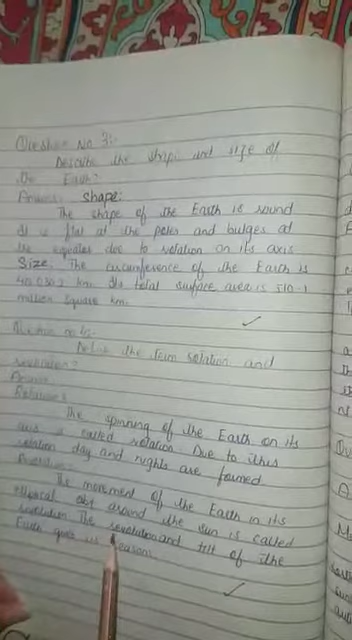 Question No 3:
Describe the shape and size of
the Earth?
Answer: Shape:
The shape of the Earth is round
It is flat at the poles and bulges at
the equator due to rotation on its axis
Size: The circumference of the Earth is
km. Its total surface area is 510.1
million square km.
Question No
Define the term rotation and
revolution?
Answer
Rotation:
The spinning of the Earth on its
axis is called rotation Due to this
rotation day and nights are formed
Revolution:
The movement of the Earth in its
elliptical around the sun is called
revolution The revolution and tilt of the
Earth